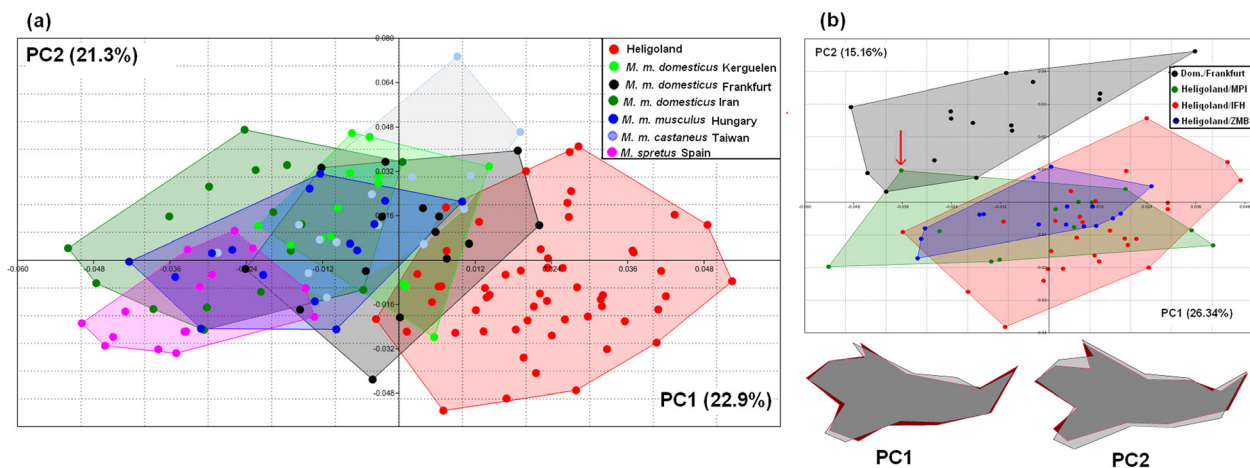 (a)
PC2 (21.3%)
0.080
0.064
0.048
0.032
0.016
-0.016
-0.032
-0.048
-0.060 -0.048 -0.036 -0.024 -0.012 0.012 0.024 0.036 0.048
Heligoland
M. m. domesticus Kerguelen
M. m. domesticus Frankfurt
M. m. domesticus Iran
M. m. musculus Hungary
M. m. castaneus Taiwan
M. spretus Spain
PC1 (22.9%)
(b)
PC2 (15.16%)
Dom./Frankfurt
Heligoland/MPI
Heligoland/IFH
Heligoland/ZMB
PC1 (26.34%)
PC1
PC2